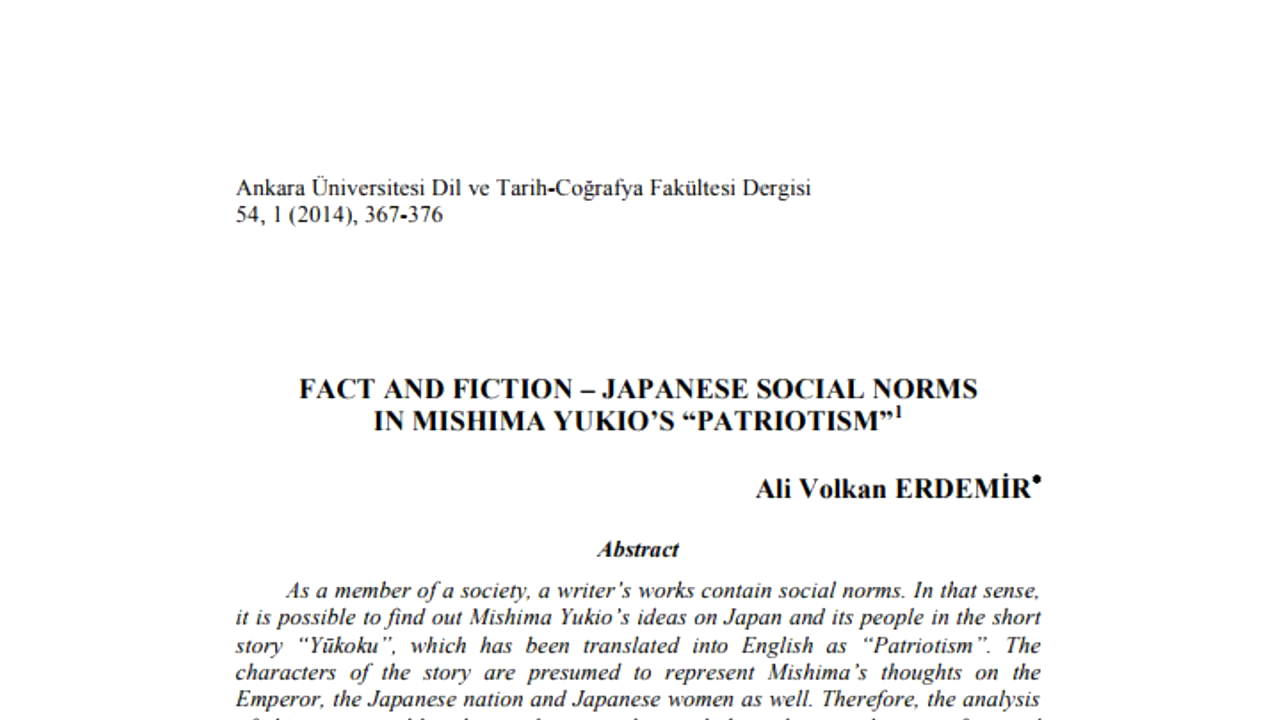 Ankara Üniversitesi Dil ve Tarih-Coğrafya Fakültesi Dergisi
54, 1 (2014), 367-376
FACT AND FICTION – JAPANESE SOCIAL NORMS
IN MISHIMA YUKIO’S “PATRIOTISM”1
Ali Volkan ERDEMİR•
Abstract
As a member of a society, a writer’s works contain social norms. In that sense,
it is possible to find out Mishima Yukio’s ideas on Japan and its people in the short
story “Yūkoku”, which has been translated into English as “Patriotism”. The
characters of the story are presumed to represent Mishima’s thoughts on the
Emperor, the Japanese nation and Japanese women as well. Therefore, the analysis